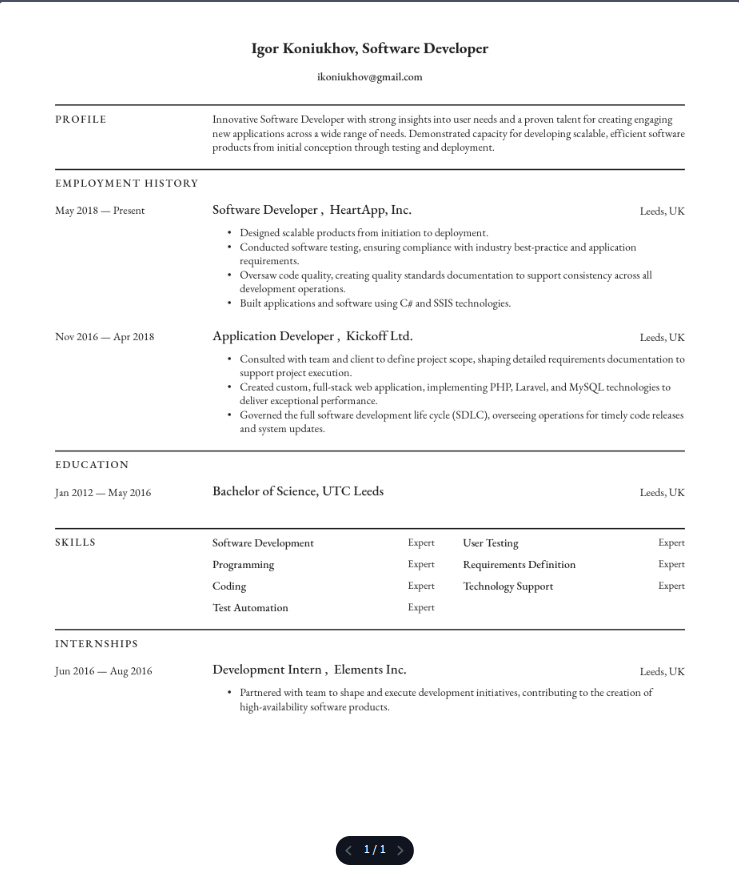 Igor Koniukhov, Software Developer
ikoniukhov@gmail.com
PROFILE
Innovative Software Developer with strong insights into user needs and a proven talent for creating engaging
new applications across a wide range of needs. Demonstrated capacity for developing scalable, efficient software
products from initial conception through testing and deployment.
EMPLOYMENT HISTORY
May 2018 — Present
Software Developer , HeartApp, Inc.
Leeds, UK
• Designed scalable products from initiation to deployment.
• Conducted software testing, ensuring compliance with industry best-practice and application
requirements.
• Oversaw code quality, creating quality standards documentation to support consistency across all
development operations.
• Built applications and software using C# and SSIS technologies.
Nov 2016 — Apr 2018
Application Developer , Kickoff Ltd.
Leeds, UK
• Consulted with team and client to define project scope, shaping detailed requirements documentation to
support project execution.
• Created custom, full-stack web application, implementing PHP, Laravel, and MySQL technologies to
deliver exceptional performance.
• Governed the full software development life cycle (SDLC), overseeing operations for timely code releases
and system updates.
EDUCATION
Jan 2012 — May 2016
Bachelor of Science, UTC Leeds
Leeds, UK
SKILLS
Software Development Expert
User Testing Expert
Programming Expert
Requirements Definition Expert
Coding Expert
Technology Support Expert
Test Automation Expert
INTERNSHIPS
Jun 2016 — Aug 2016
Development Intern , Elements Inc.
Leeds, UK
• Partnered with team to shape and execute development initiatives, contributing to the creation of
high-availability software products.
1 / 1